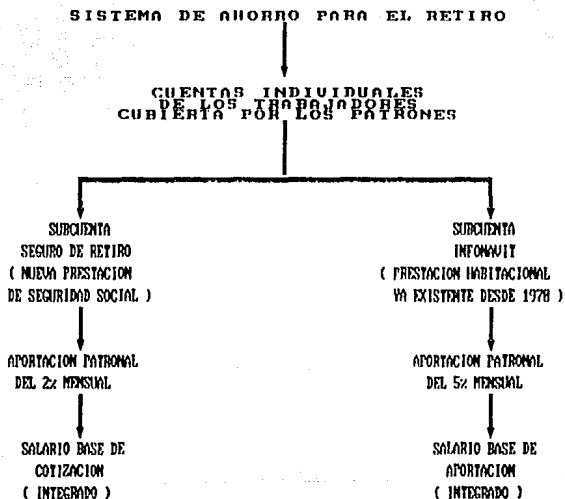 SISTEMA DE AHORRO PARA EL RETIRO
CUENTAS INDIVIDUALES
DE LOS TRABAJADORES
CUBIERTA POR LOS PATRONES
SUBCUENTA
SEGURO DE RETIRO
( NUEVA PRESTACION
DE SEGURIDAD SOCIAL )
APORTACION PATRONAL
DEL 2% MENSUAL
SALARIO BASE DE
COTIZACION
( INTEGRADO )
SUBCUENTA
INFONAVIT
( PRESTACION HABITACIONAL
YA EXISTENTE DESDE 1978 )
APORTACION PATRONAL
DEL 5% MENSUAL
SALARIO BASE DE
APORTACION
( INTEGRADO )